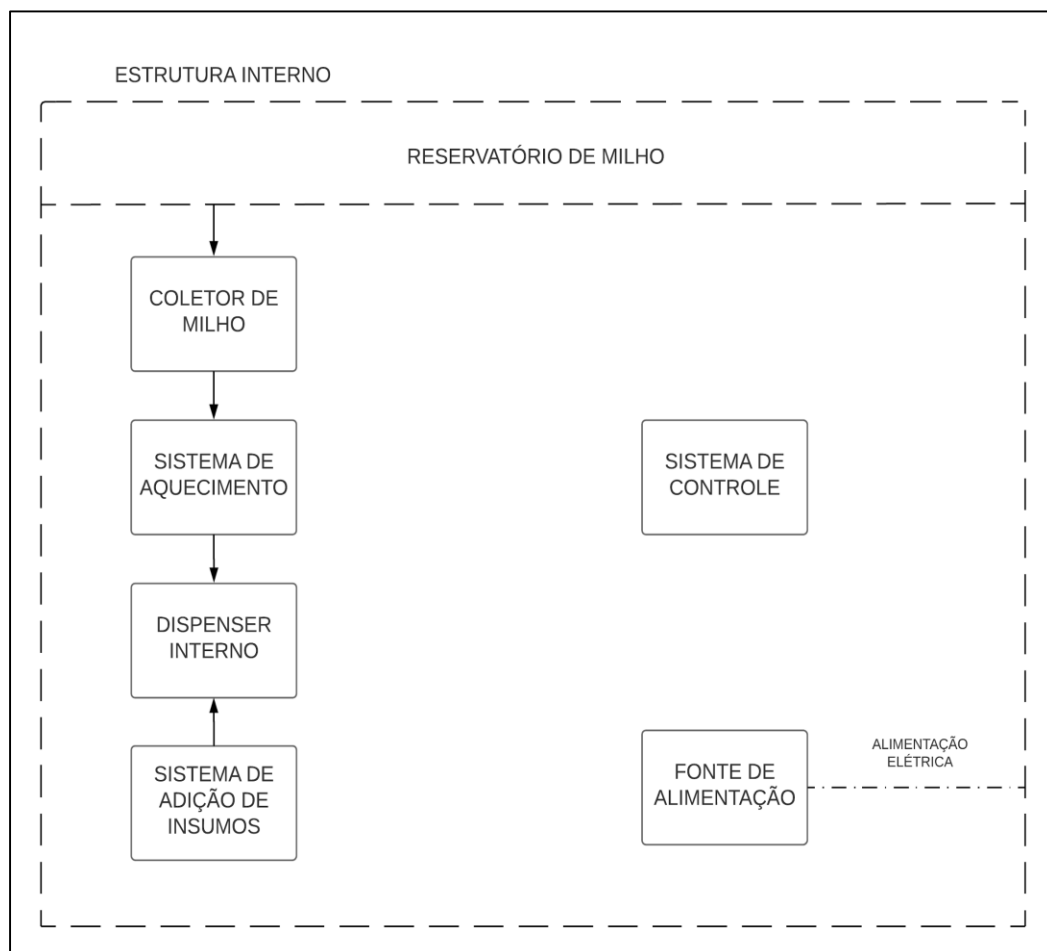 ESTRUTURA INTERNO
RESERVATÓRIO DE MILHO
COLETOR DE
MILHO
SISTEMA DE
AQUECIMENTO
SISTEMA DE
CONTROLE
DISPENSER
INTERNO
SISTEMA DE
ADIÇÃO DE
INSUMOS
FONTE DE
ALIMENTAÇÃO
ALIMENTAÇÃO
ELÉTRICA